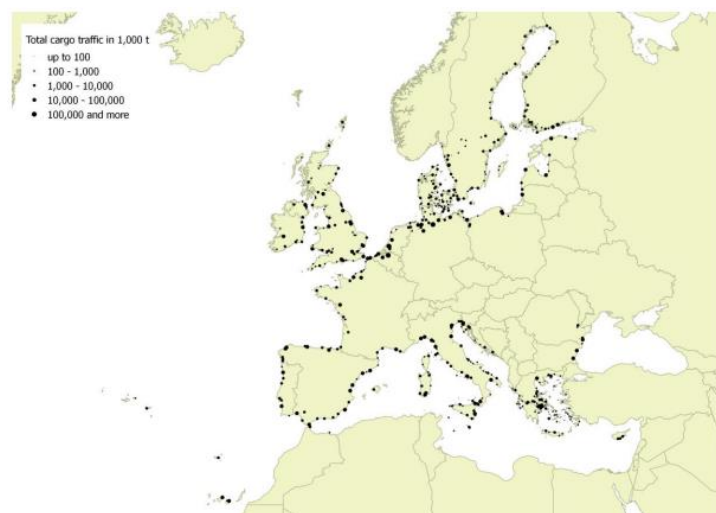 Total cargo traffic in 1,000 t
up to 100
100 - 1,000
1,000 - 10,000
10,000 - 100,000
100,000 and more